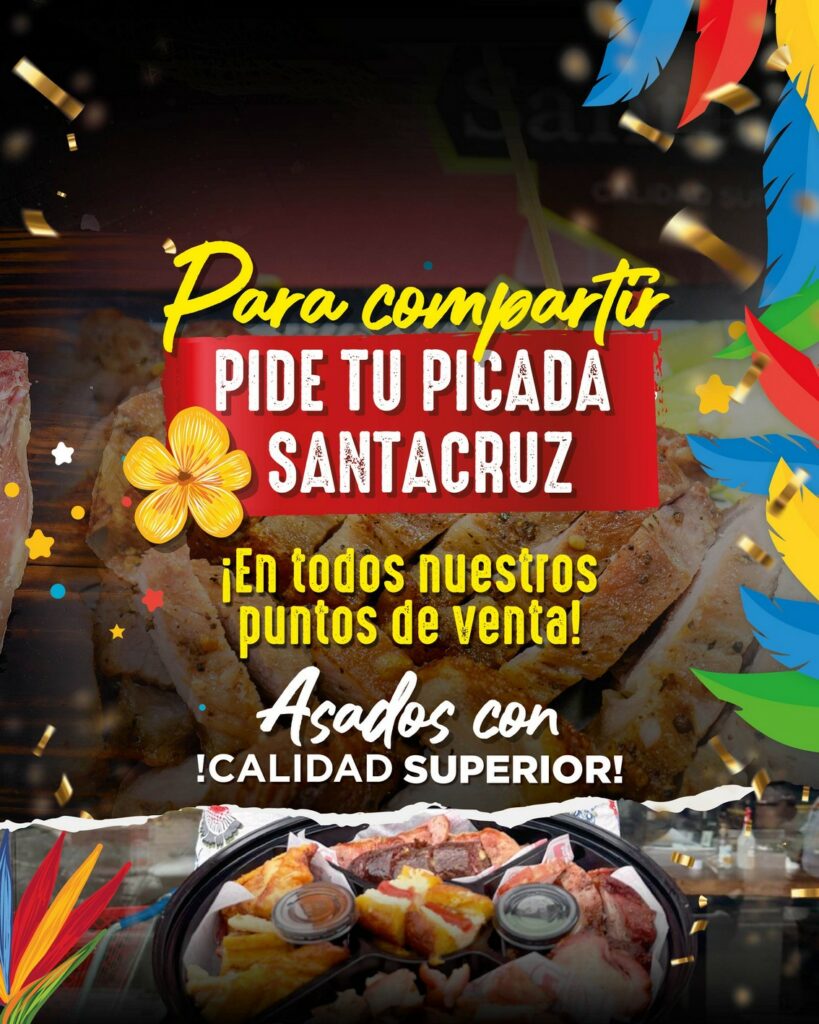 Para compartir
PIDE TU PICADA
SANTACRUZ
¡En todos nuestros
puntos de venta!
Asados con
!CALIDAD SUPERIOR!